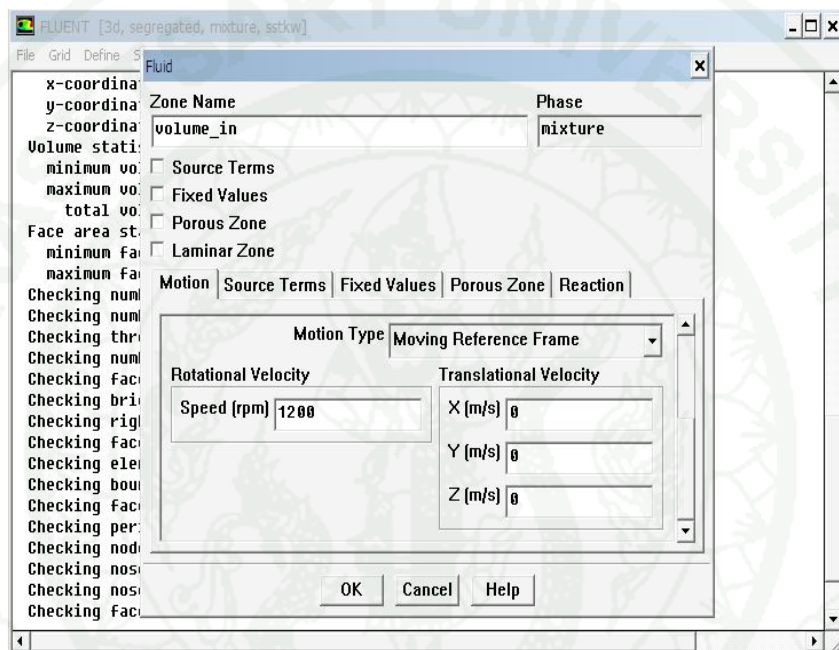 FLUENT [3d, segregated, mixture, sstkw]
File Grid Define S
Fluid
x-coordina
y-coordina
z-coordina
Volume statis
minimum vo
maximum vo
total vo
Face area st
minimum fa
maximum fa
Checking num
Checking num
Checking thr
Checking num
Checking fac
Checking bri
Checking rig
Checking fac
Checking ele
Checking bou
Checking fac
Checking per
Checking nod
Checking nos
Checking nos
Checking fac
Zone Name
Phase
volume_in
mixture
Source Terms
Fixed Values
Porous Zone
Laminar Zone
Motion Source Terms Fixed Values Porous Zone Reaction
Motion Type Moving Reference Frame
Rotational Velocity
Translational Velocity
Speed (rpm) 1200
X (m/s) 0
Y (m/s) 0
Z (m/s) 0
OK Cancel Help